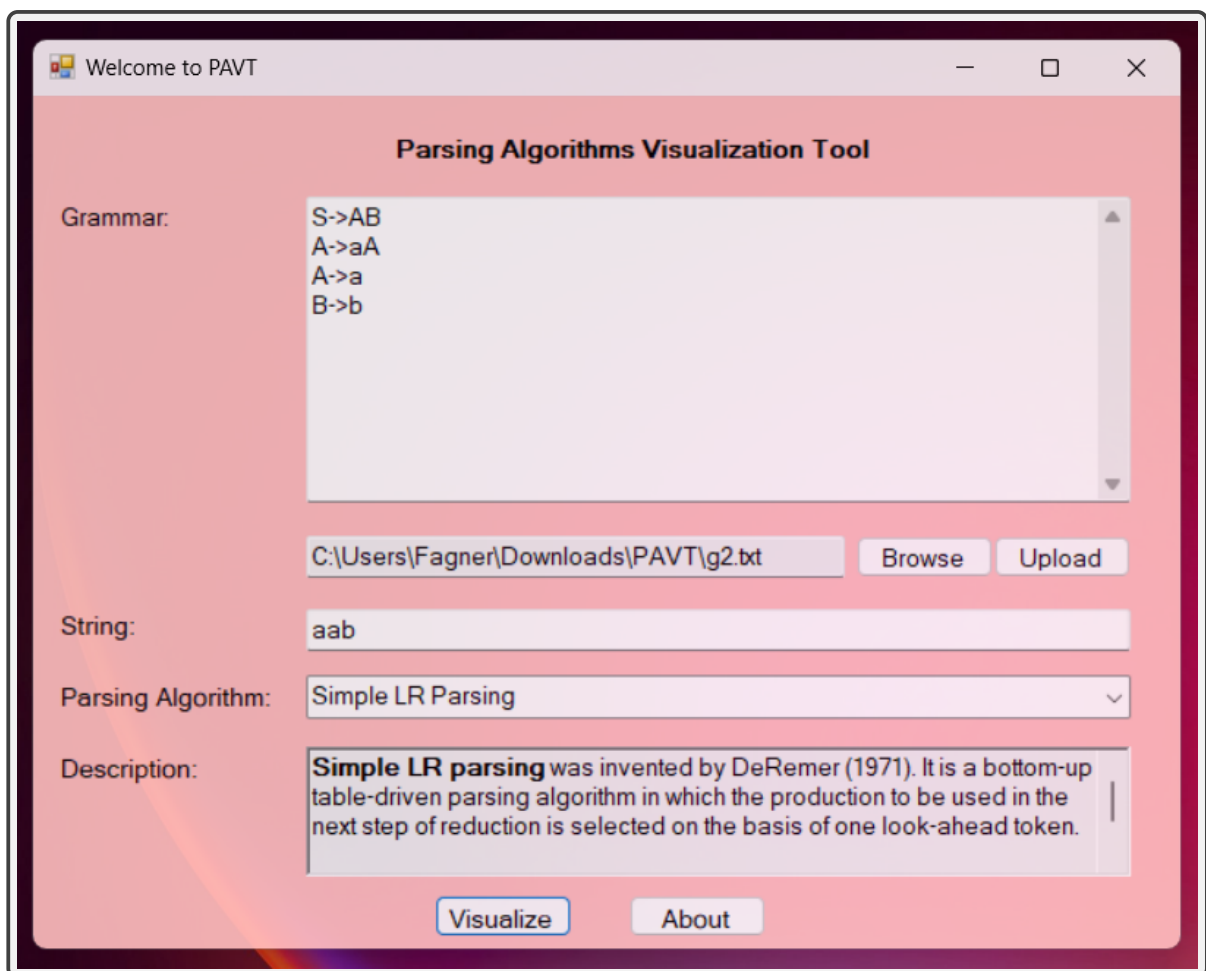 Welcome to PAVT
Parsing Algorithms Visualization Tool
Grammar:
S->AB
A->aA
A->a
B->b
C:\Users\Fagner\Downloads\PAVT\g2.txt
Browse
Upload
String:
aab
Parsing Algorithm:
Simple LR Parsing
Description:
Simple LR parsing was invented by DeRemer (1971). It is a bottom-up
table-driven parsing algorithm in which the production to be used in the
next step of reduction is selected on the basis of one look-ahead token.
Visualize
About